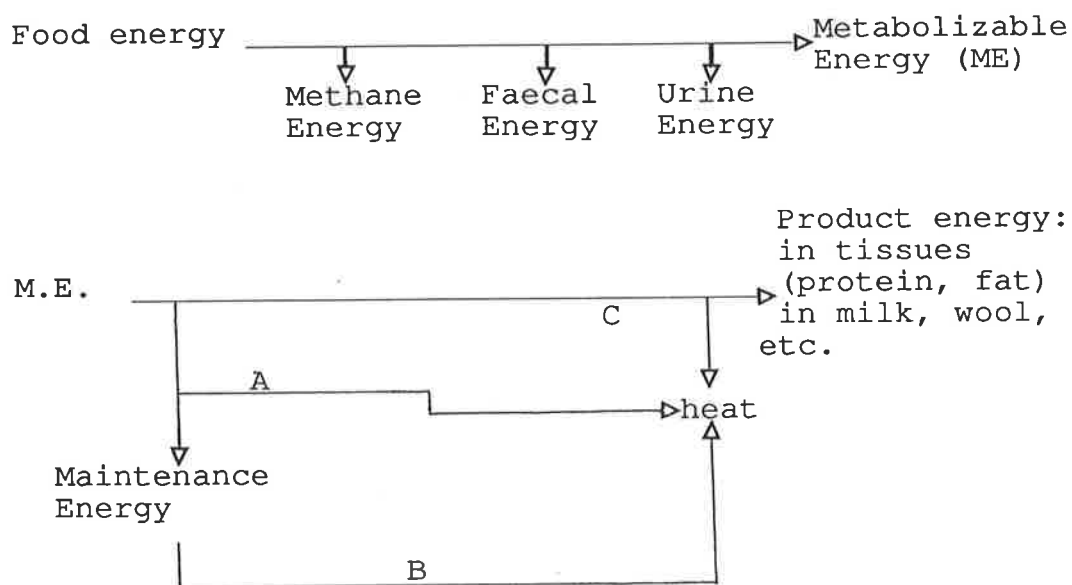 Food energy
Metabolizable
Energy (ME)
Methane
Energy
Faecal
Energy
Urine
Energy
Product energy:
in tissues
(protein, fat)
in milk, wool,
etc.
M.E.
C
A
heat
Maintenance
Energy
B